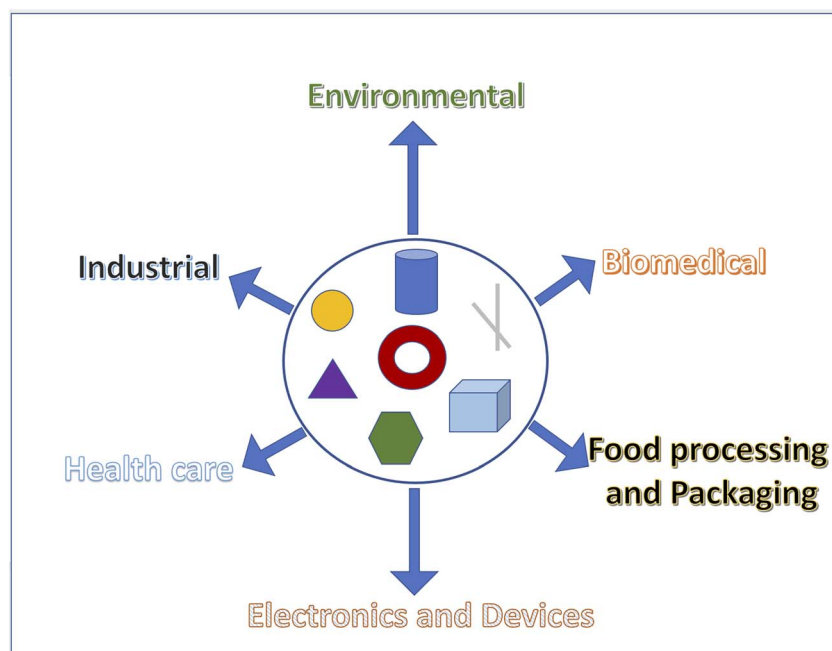 Environmental
Industrial
Biomedical
Health care
Food processing
and Packaging
Electronics and Devices